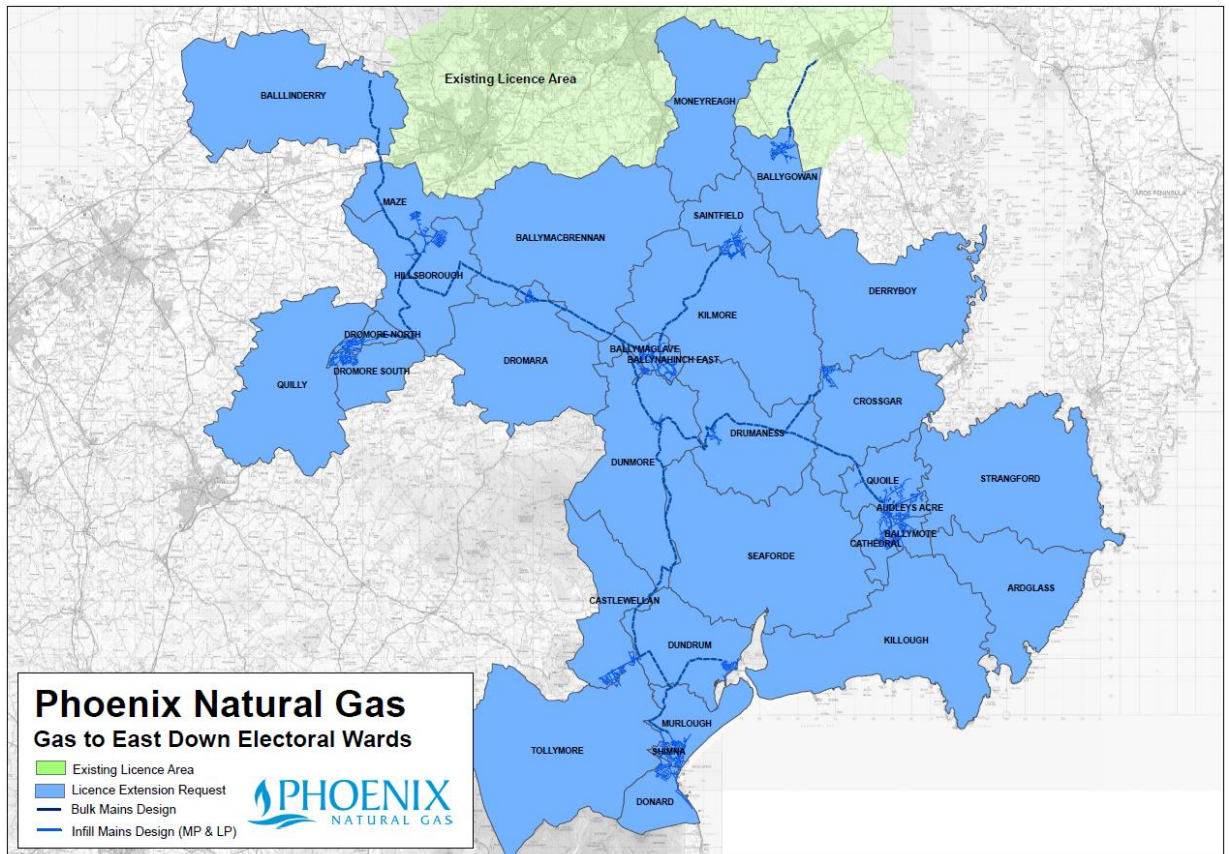 Existing Licence Area
BALLLINDERRY
MONEYREAGH
BALLYGOWAN
MAZE
SAINTFIELD
BALLYMACBRENNAN
ARDS PENINSULA
HILLSBOROUGH
DERRYBOY
KILMORE
DROMORE NORTH
BALLYMAGLAVE
BALLYNAHINCH EAST
DROMARA
DROMORE SOUTH
QUILLY
CROSSGAR
DRUMANESS
DUNMORE
QUOILE
STRANGFORD
AUDLEYS ACRE
BALLYMOTE
CATHEDRAL
SEAFORDE
ARDGLASS
CASTLEWELLAN
KILLOUGH
DUNDRUM
MURLOUGH
TOLLYMORE
SHIMNA
DONARD
Phoenix Natural Gas
Gas to East Down Electoral Wards
Existing Licence Area
Licence Extension Request
Bulk Mains Design
Infill Mains Design (MP & LP)
PHOENIX
NATURAL GAS